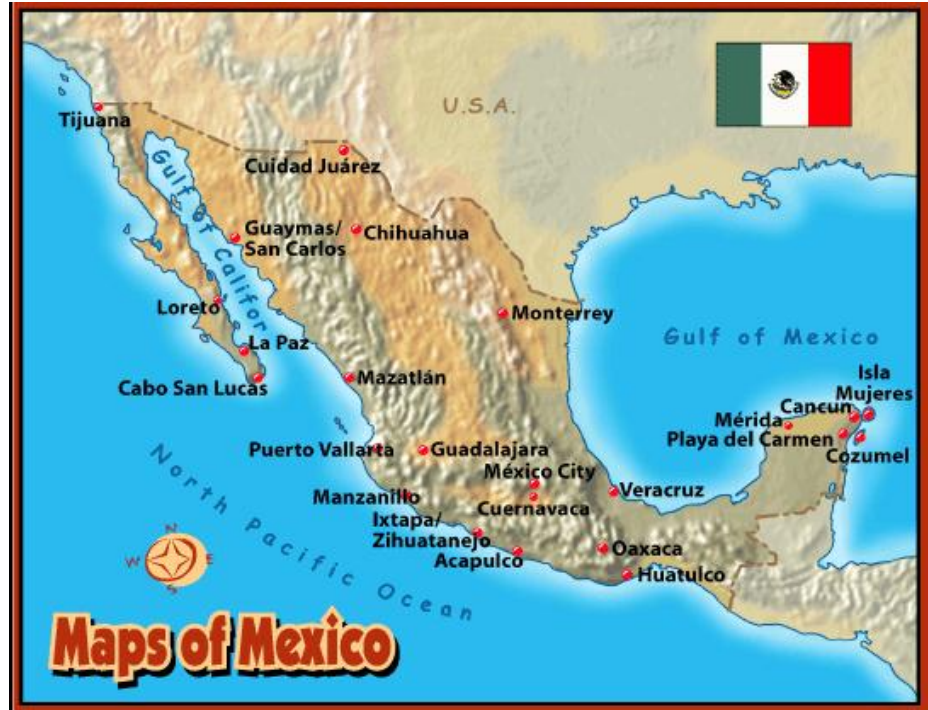 U.S.A.
Tijuana
Cuidad Juárez
Gulf of Califor
Guaymas/
San Carlos
Chihuahua
Loreto
Monterrey
Gulf of Mexico
La Paz
Cabo San Lucas
Mazatlán
Isla
Mujeres
Cancun
Mérida
Playa del Carmen
Cozumel
Puerto Vallarta
Guadalajara
México City
Manzanillo
Cuernavaca
Veracruz
Ixtapa/
Zihuatanejo
Acapulco
Oaxaca
Huatulco
North Pacific Ocean
N
W
E
S
Maps of Mexico